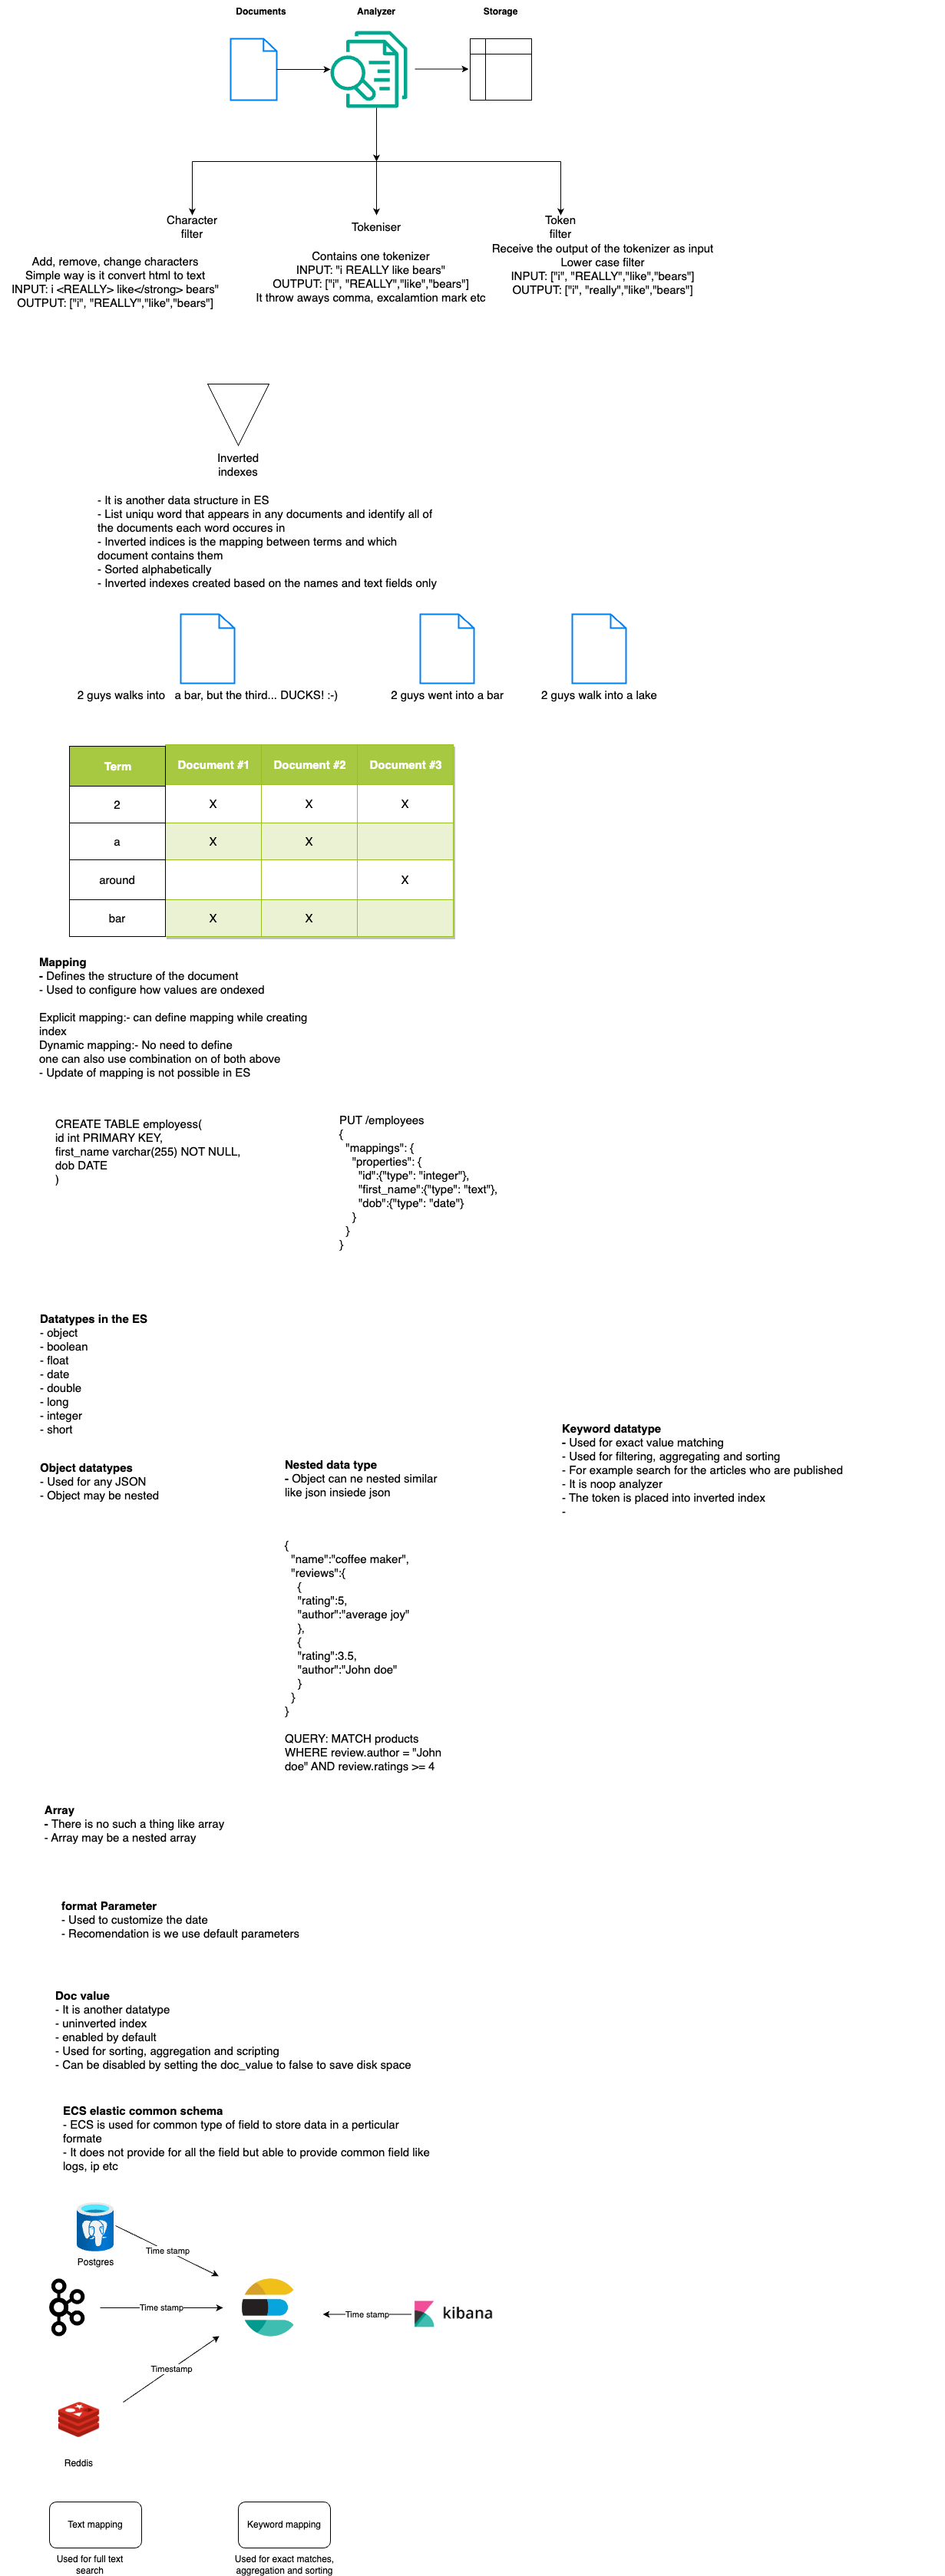 Documents
Analyzer
Storage
Character
filter
Add, remove, change characters
Simple way is it convert html to text
INPUT: i <REALLY> like</strong> bears"
OUTPUT: ["i", "REALLY","like","bears"]
Tokeniser
Contains one tokenizer
INPUT: "i REALLY like bears"
OUTPUT: ["i", "REALLY","like","bears"]
It throw aways comma, excalamtion mark etc
Token
filter
Receive the output of the tokenizer as input
Lower case filter
INPUT: ["i", "REALLY","like","bears"]
OUTPUT: ["i", "really","like","bears"]
Inverted
indexes
- It is another data structure in ES
- List uniqu word that appears in any documents and identify all of
the documents each word occures in
- Inverted indices is the mapping between terms and which
document contains them
- Sorted alphabetically
- Inverted indexes created based on the names and text fields only
2 guys walks into   a bar, but the third... DUCKS! :-)
2 guys went into a bar
2 guys walk into a lake
Term Document #1 Document #2 Document #3
2 X X X
a X X
around X
bar X X
Mapping
- Defines the structure of the document
- Used to configure how values are ondexed
Explicit mapping:- can define mapping while creating
index
Dynamic mapping:- No need to define
one can also use combination on of both above
- Update of mapping is not possible in ES
CREATE TABLE employess(
id int PRIMARY KEY,
first_name varchar(255) NOT NULL,
dob DATE
)
PUT /employees
{
"mappings": {
"properties": {
"id":{"type": "integer"},
"first_name":{"type": "text"},
"dob":{"type": "date"}
}
}
}
Datatypes in the ES
- object
- boolean
- float
- date
- double
- long
- integer
- short
Object datatypes
- Used for any JSON
- Object may be nested
Nested data type
- Object can ne nested similar
like json insiede json
{
"name":"coffee maker",
"reviews":{
{
"rating":5,
"author":"average joy"
},
{
"rating":3.5,
"author":"John doe"
}
}
}
QUERY: MATCH products
WHERE review.author = "John
doe" AND review.ratings >= 4
Keyword datatype
- Used for exact value matching
- Used for filtering, aggregating and sorting
- For example search for the articles who are published
- It is noop analyzer
- The token is placed into inverted index
-
Array
- There is no such a thing like array
- Array may be a nested array
format Parameter
- Used to customize the date
- Recomendation is we use default parameters
Doc value
- It is another datatype
- uninverted index
- enabled by default
- Used for sorting, aggregation and scripting
- Can be disabled by setting the doc_value to false to save disk space
ECS elastic common schema
- ECS is used for common type of field to store data in a perticular
formate
- It does not provide for all the field but able to provide common field like
logs, ip etc
Postgres
Time stamp
Time stamp
Time stamp
kibana
Timestamp
Reddis
Text mapping
Used for full text
search
Keyword mapping
Used for exact matches,
aggregation and sorting